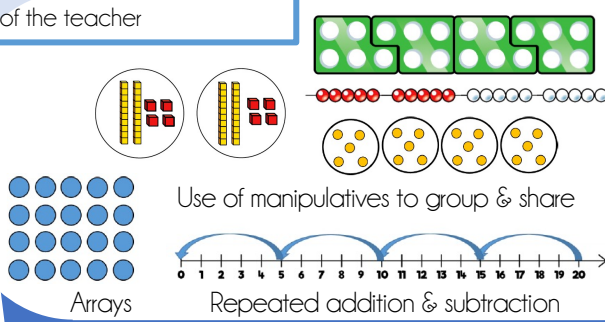 of the teacher
Use of manipulatives to group & share
0 1 2 3 4 5 6 7 8 9 10 11 12 13 14 15 16 17 18 19 20
Arrays
Repeated addition & subtraction